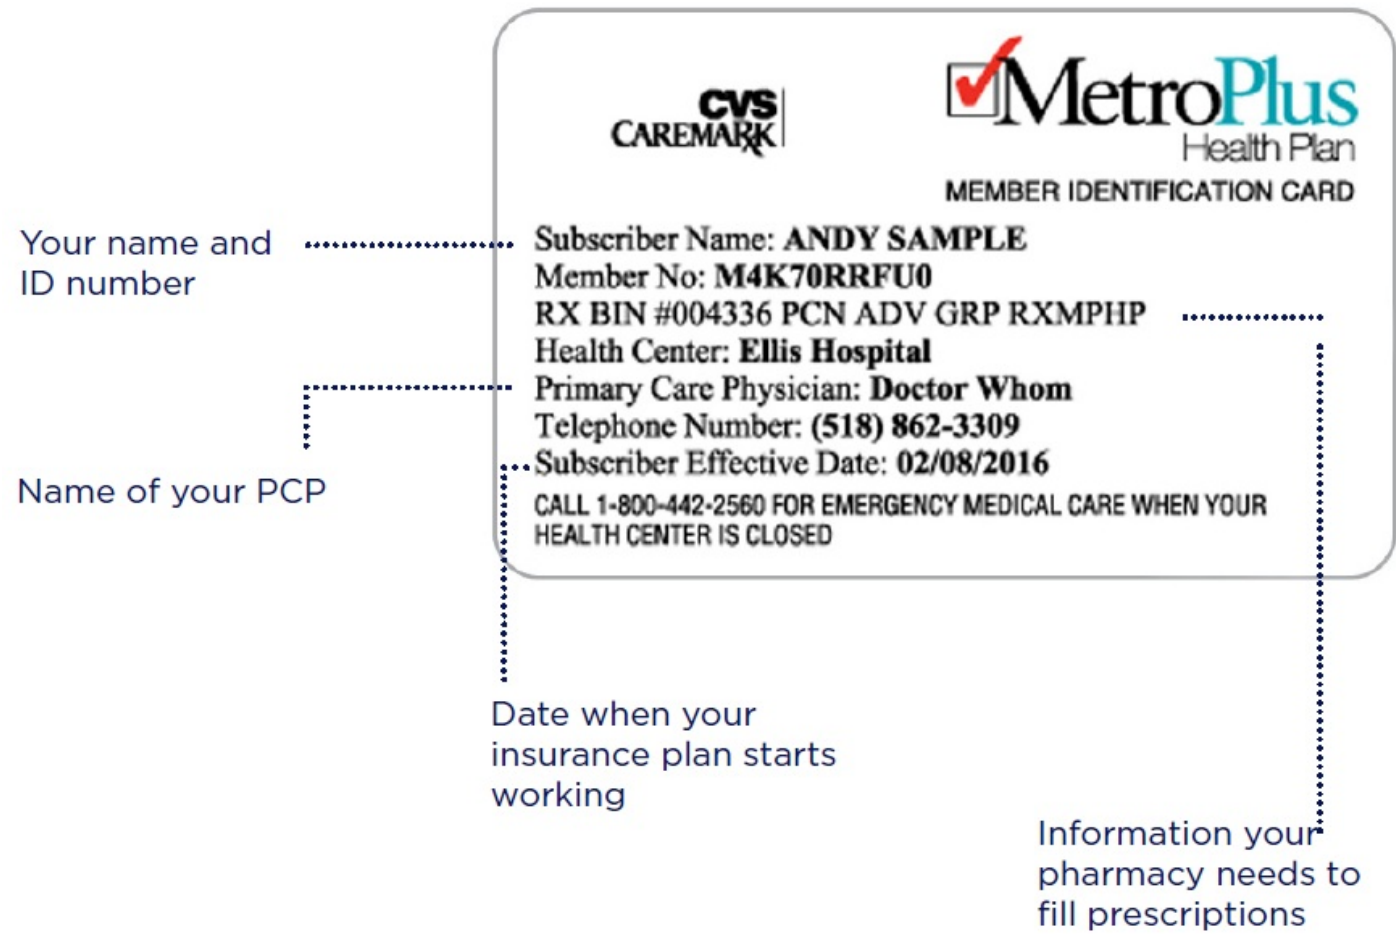 CVS
CAREMARK
MetroPlus
Health Plan
MEMBER IDENTIFICATION CARD
Your name and
ID number
Subscriber Name: ANDY SAMPLE
Member No: M4K70RRFU0
RX BIN #004336 PCN ADV GRP RXMPHP
Health Center: Ellis Hospital
Primary Care Physician: Doctor Whom
Telephone Number: (518) 862-3309
Subscriber Effective Date: 02/08/2016
CALL 1-800-442-2560 FOR EMERGENCY MEDICAL CARE WHEN YOUR
HEALTH CENTER IS CLOSED
Name of your PCP
Date when your
insurance plan starts
working
Information your
pharmacy needs to
fill prescriptions